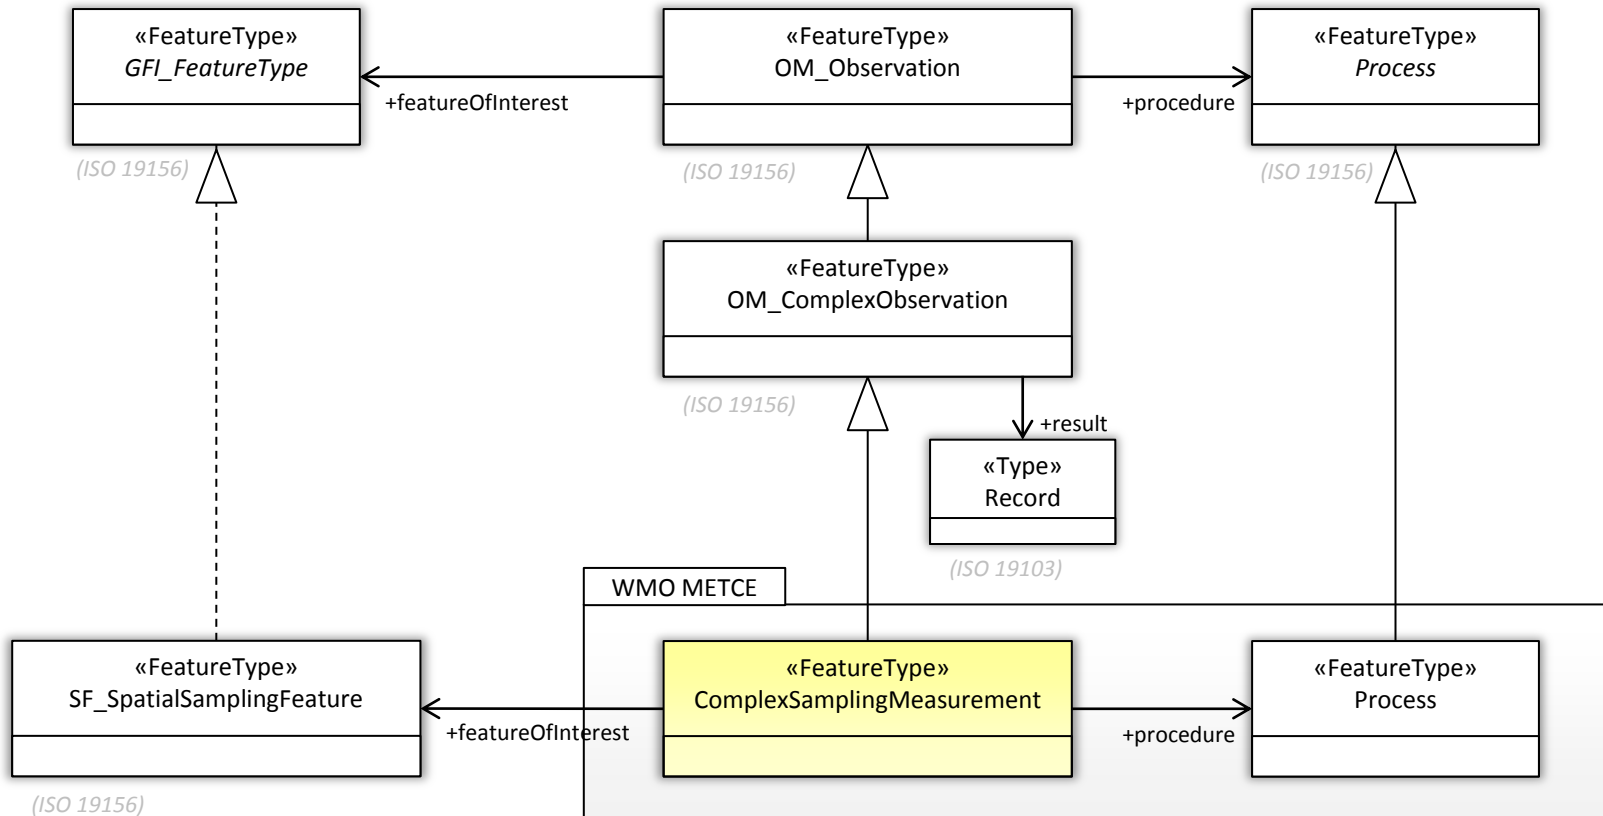 «FeatureType»
GFI_FeatureType
«FeatureType»
OM_Observation
«FeatureType»
Process
+featureOfInterest
+procedure
(ISO 19156)
(ISO 19156)
(ISO 19156)
«FeatureType»
OM_ComplexObservation
(ISO 19156)
+result
«Type»
Record
(ISO 19103)
WMO METCE
«FeatureType»
SF_SpatialSamplingFeature
«FeatureType»
ComplexSamplingMeasurement
«FeatureType»
Process
+featureOfInterest
+procedure
(ISO 19156)